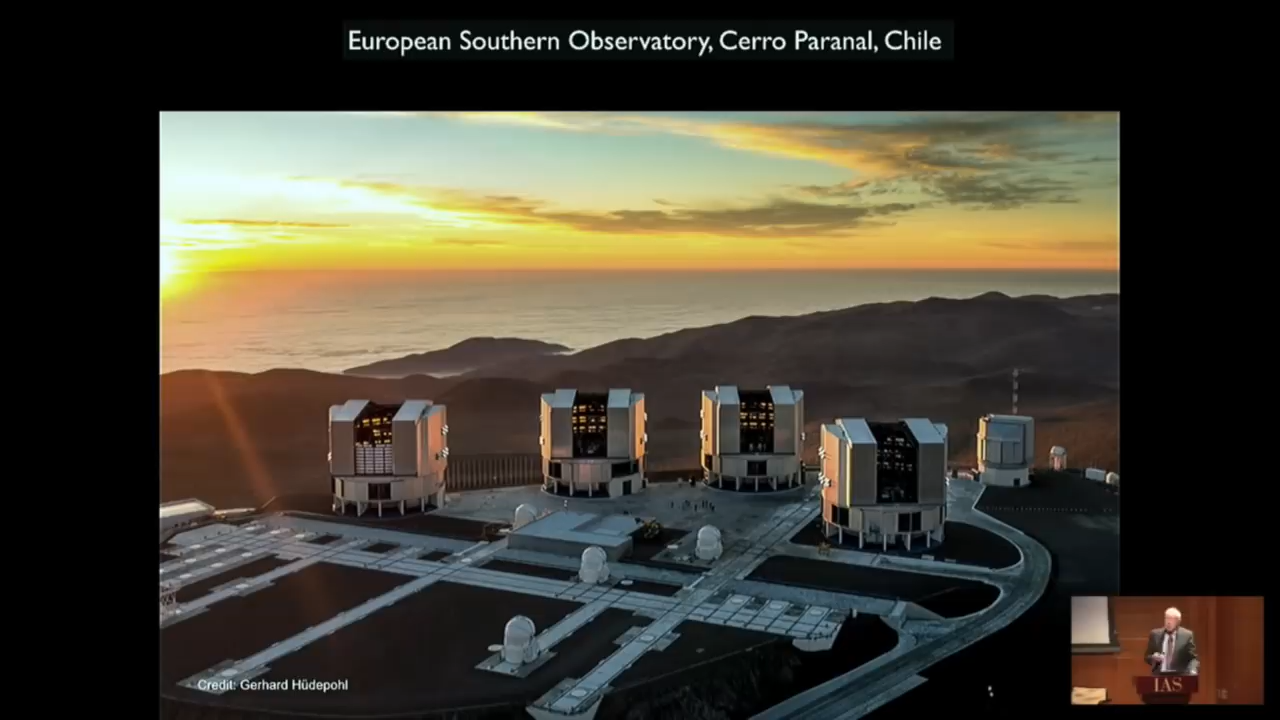 European Southern Observatory, Cerro Paranal, Chile
Credit: Gerhard Hüdepohl
IAS